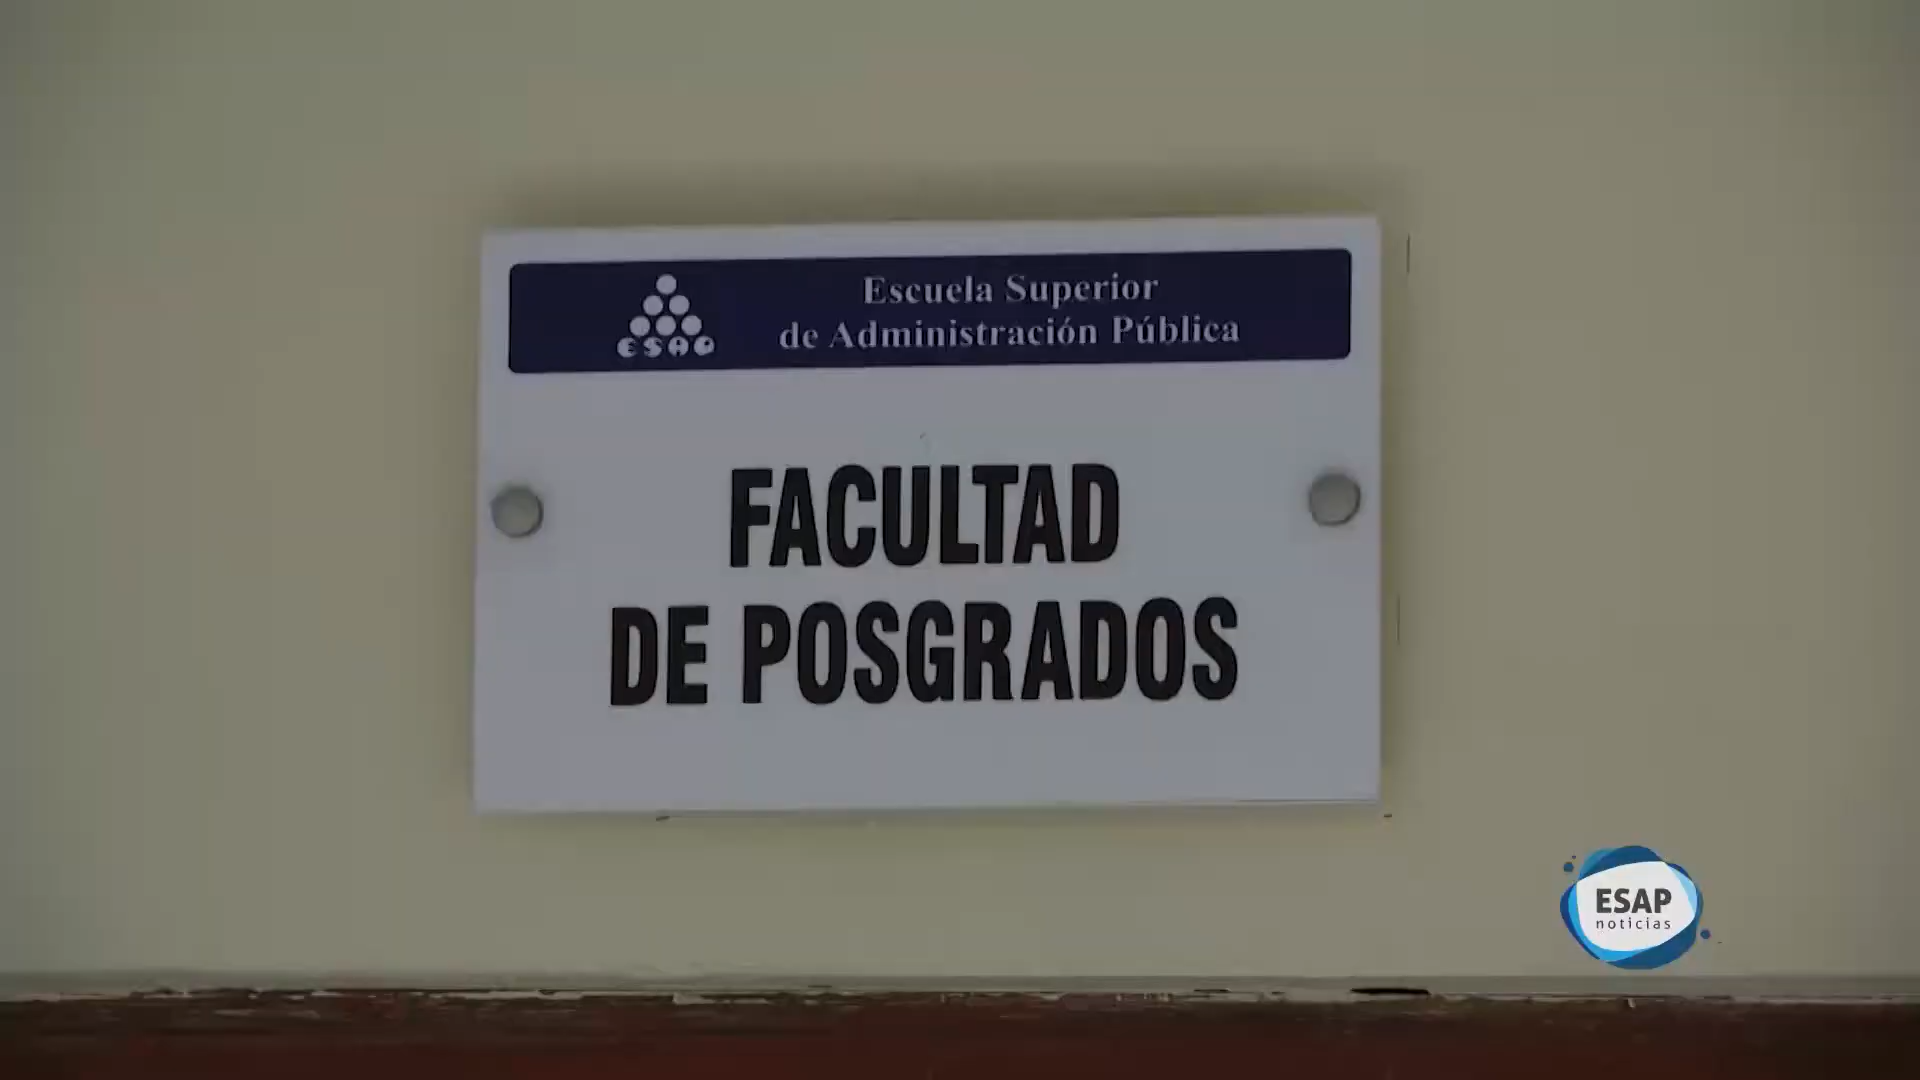 Escuela Superior
de Administración Pública
ESAP
FACULTAD
DE POSGRADOS
ESAP
noticias